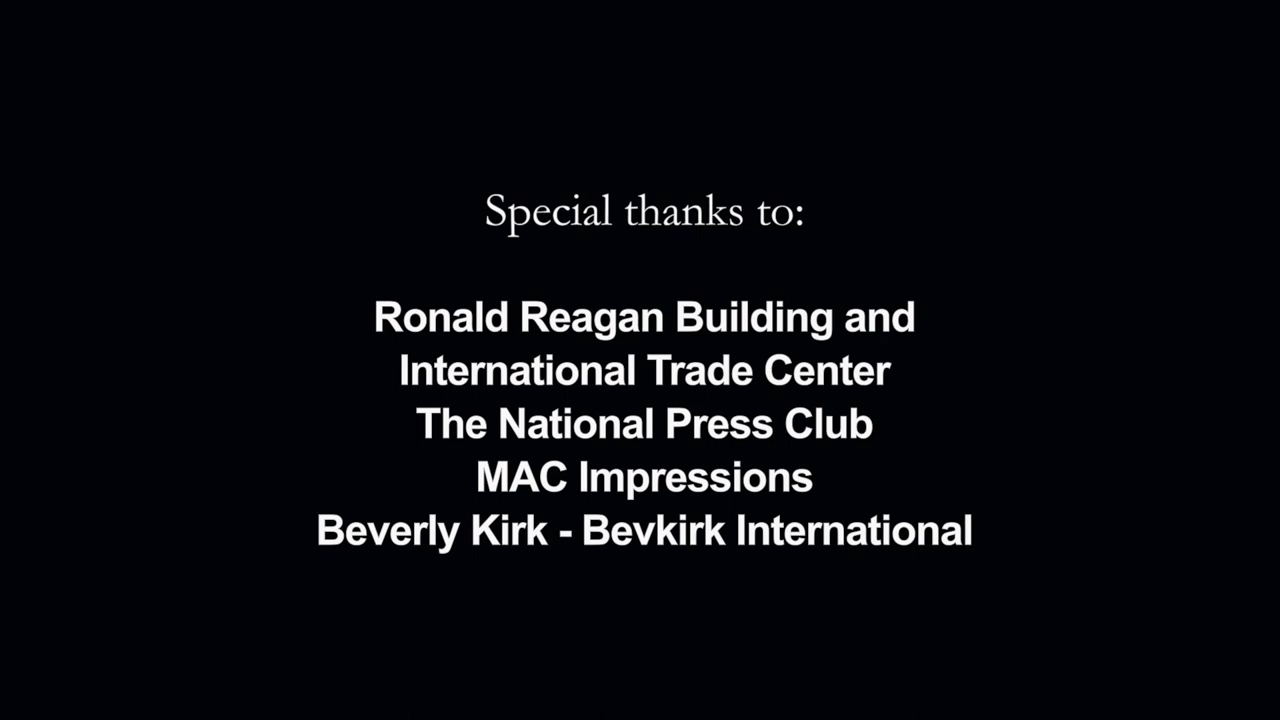 Special thanks to:
Ronald Reagan Building and
International Trade Center
The National Press Club
MAC Impressions
Beverly Kirk - Bevkirk International